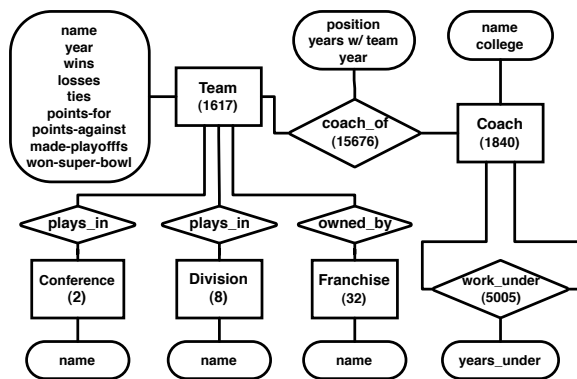 name
year
wins
losses
ties
points-for
points-against
made-playofffs
won-super-bowl
Team
(1617)
position
years w/ team
year
coach_of
(15676)
name
college
Coach
(1840)
plays_in
plays_in
owned_by
Conference
(2)
Division
(8)
Franchise
(32)
work_under
(5005)
name
name
name
years_under